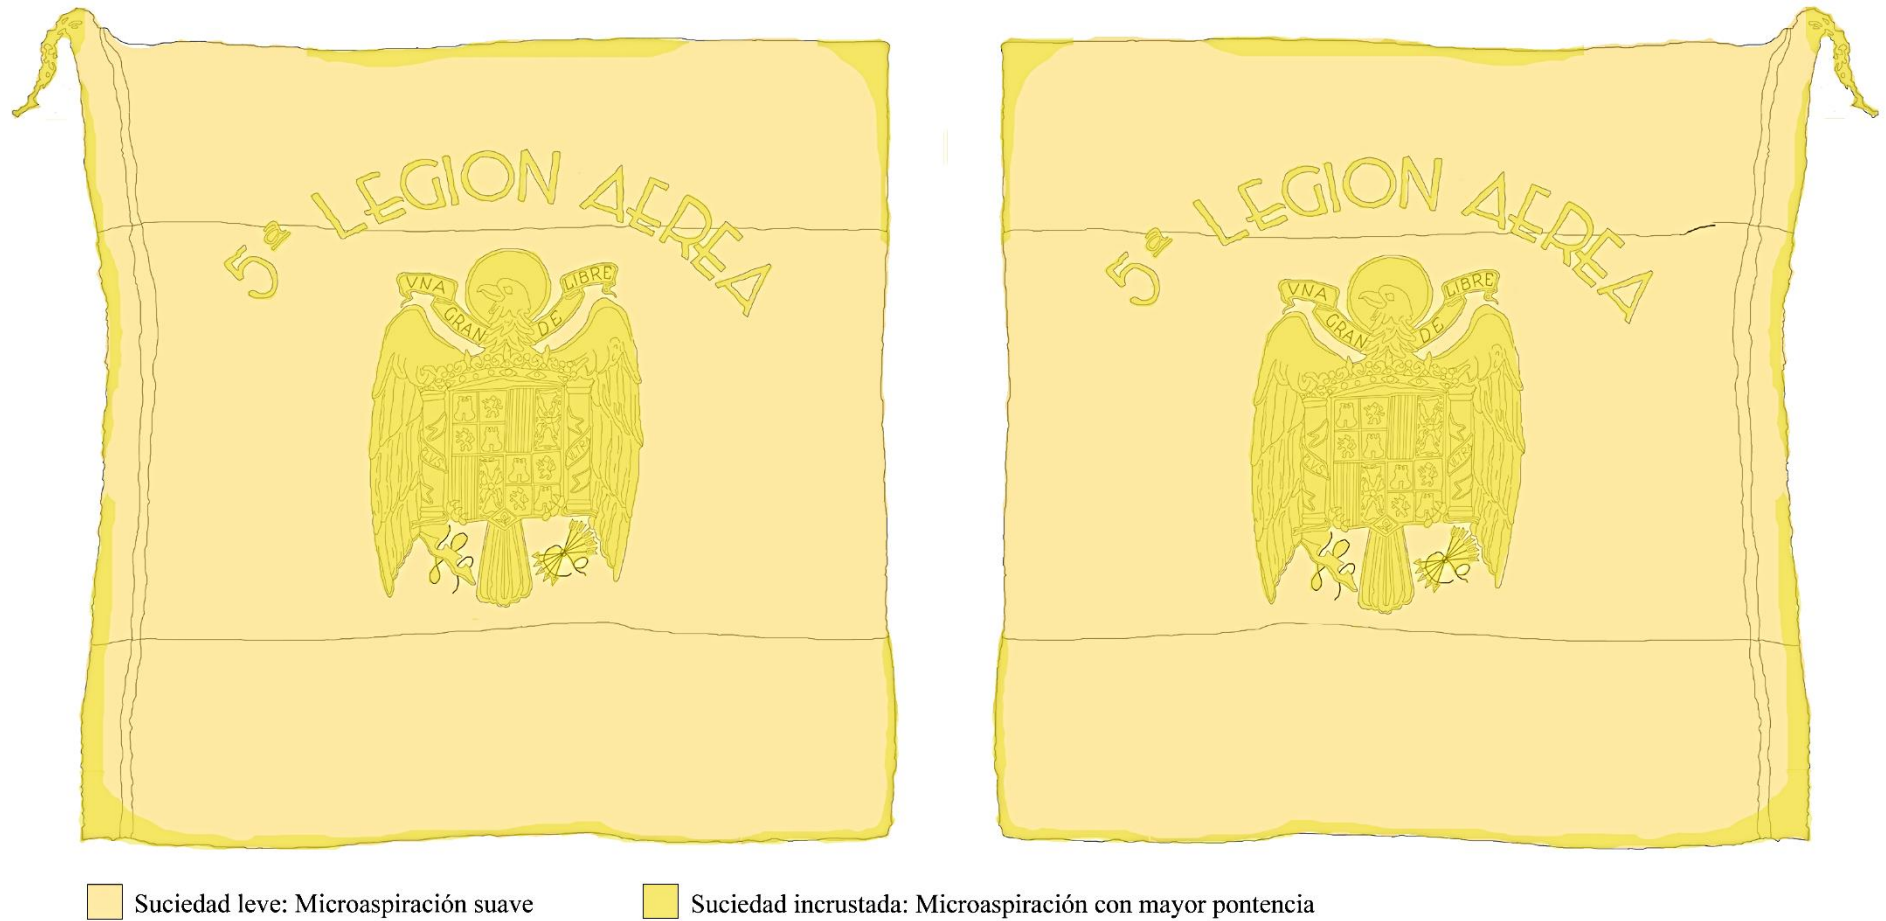 5ª LEGION AEREA
VNA GRAN DE LIBRE
5ª LEGION AEREA
VNA GRAN DE LIBRE
Suciedad leve: Microaspiración suave
Suciedad incrustada: Microaspiración con mayor pontencia